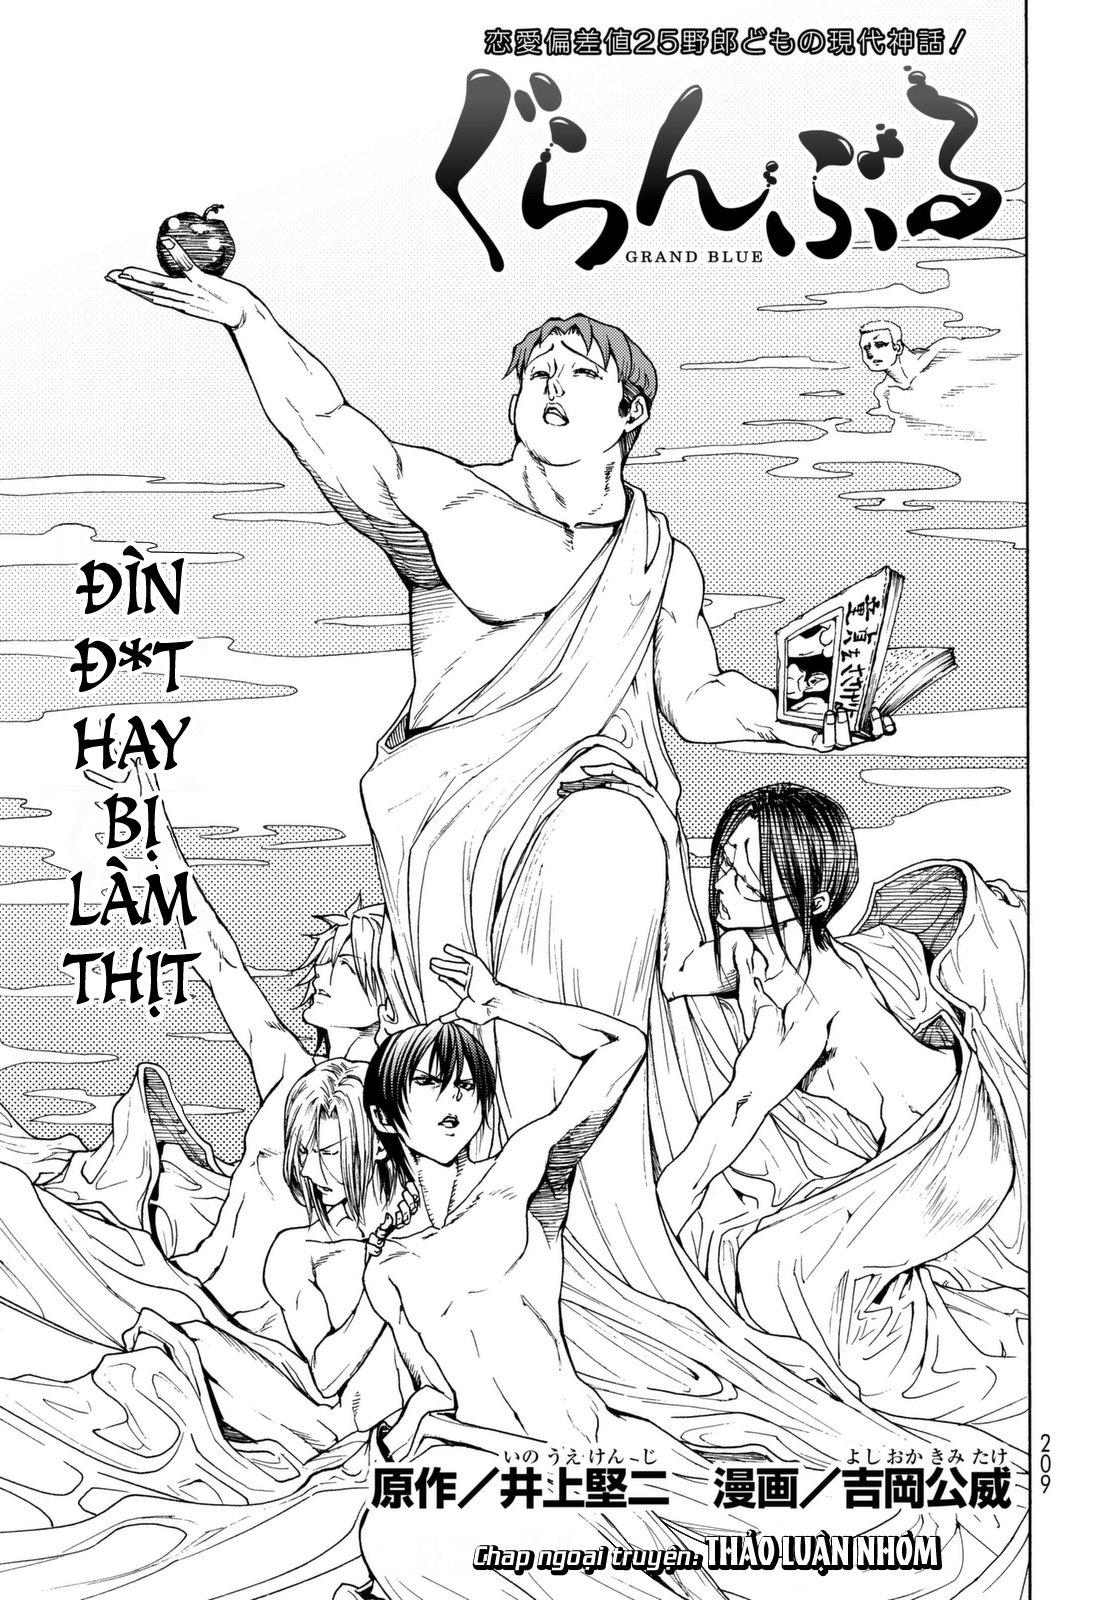 恋愛偏差値25野郎どもの現代神話！
ぐらんぶる
GRAND BLUE
ĐÌN
Đ*T
HAY
BỊ
LÀM
THỊT
いのうえけんじ
よしおかきみたけ
原作／井上堅二 漫画／吉岡公威
Chap ngoại truyện: THẢO LUẬN NHÓM
209